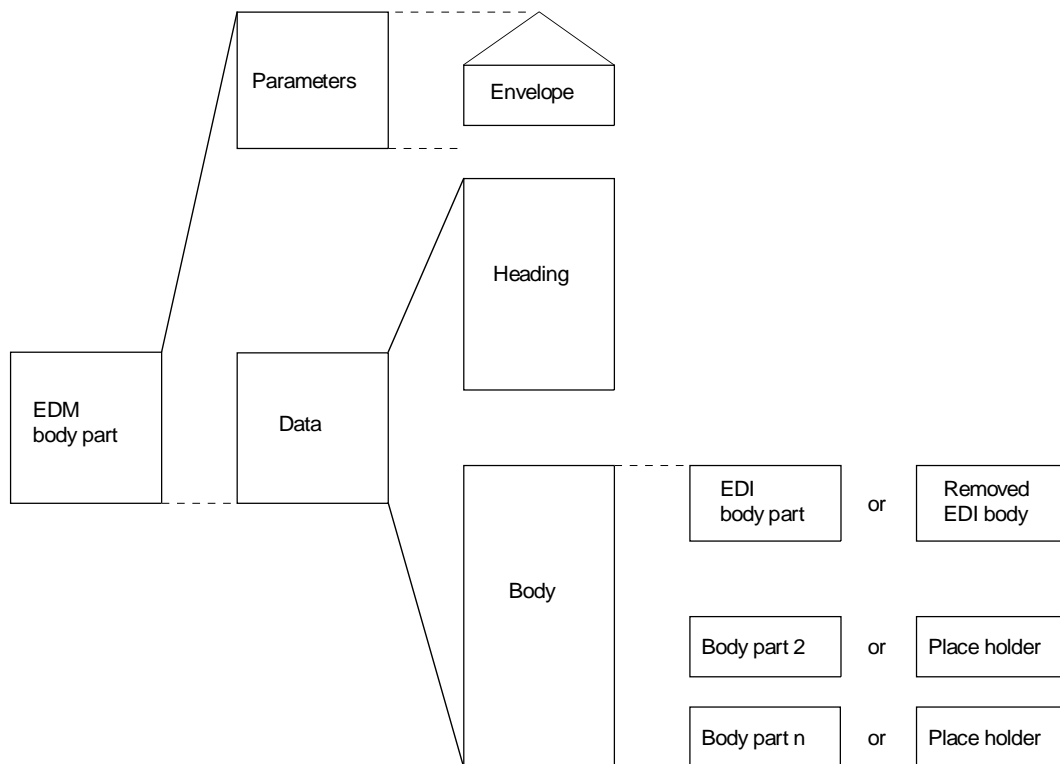 Parameters
Envelope
Heading
EDM
body part
Data
EDI
body part
or
Removed
EDI body
Body
Body part 2
or
Place holder
Body part n
or
Place holder